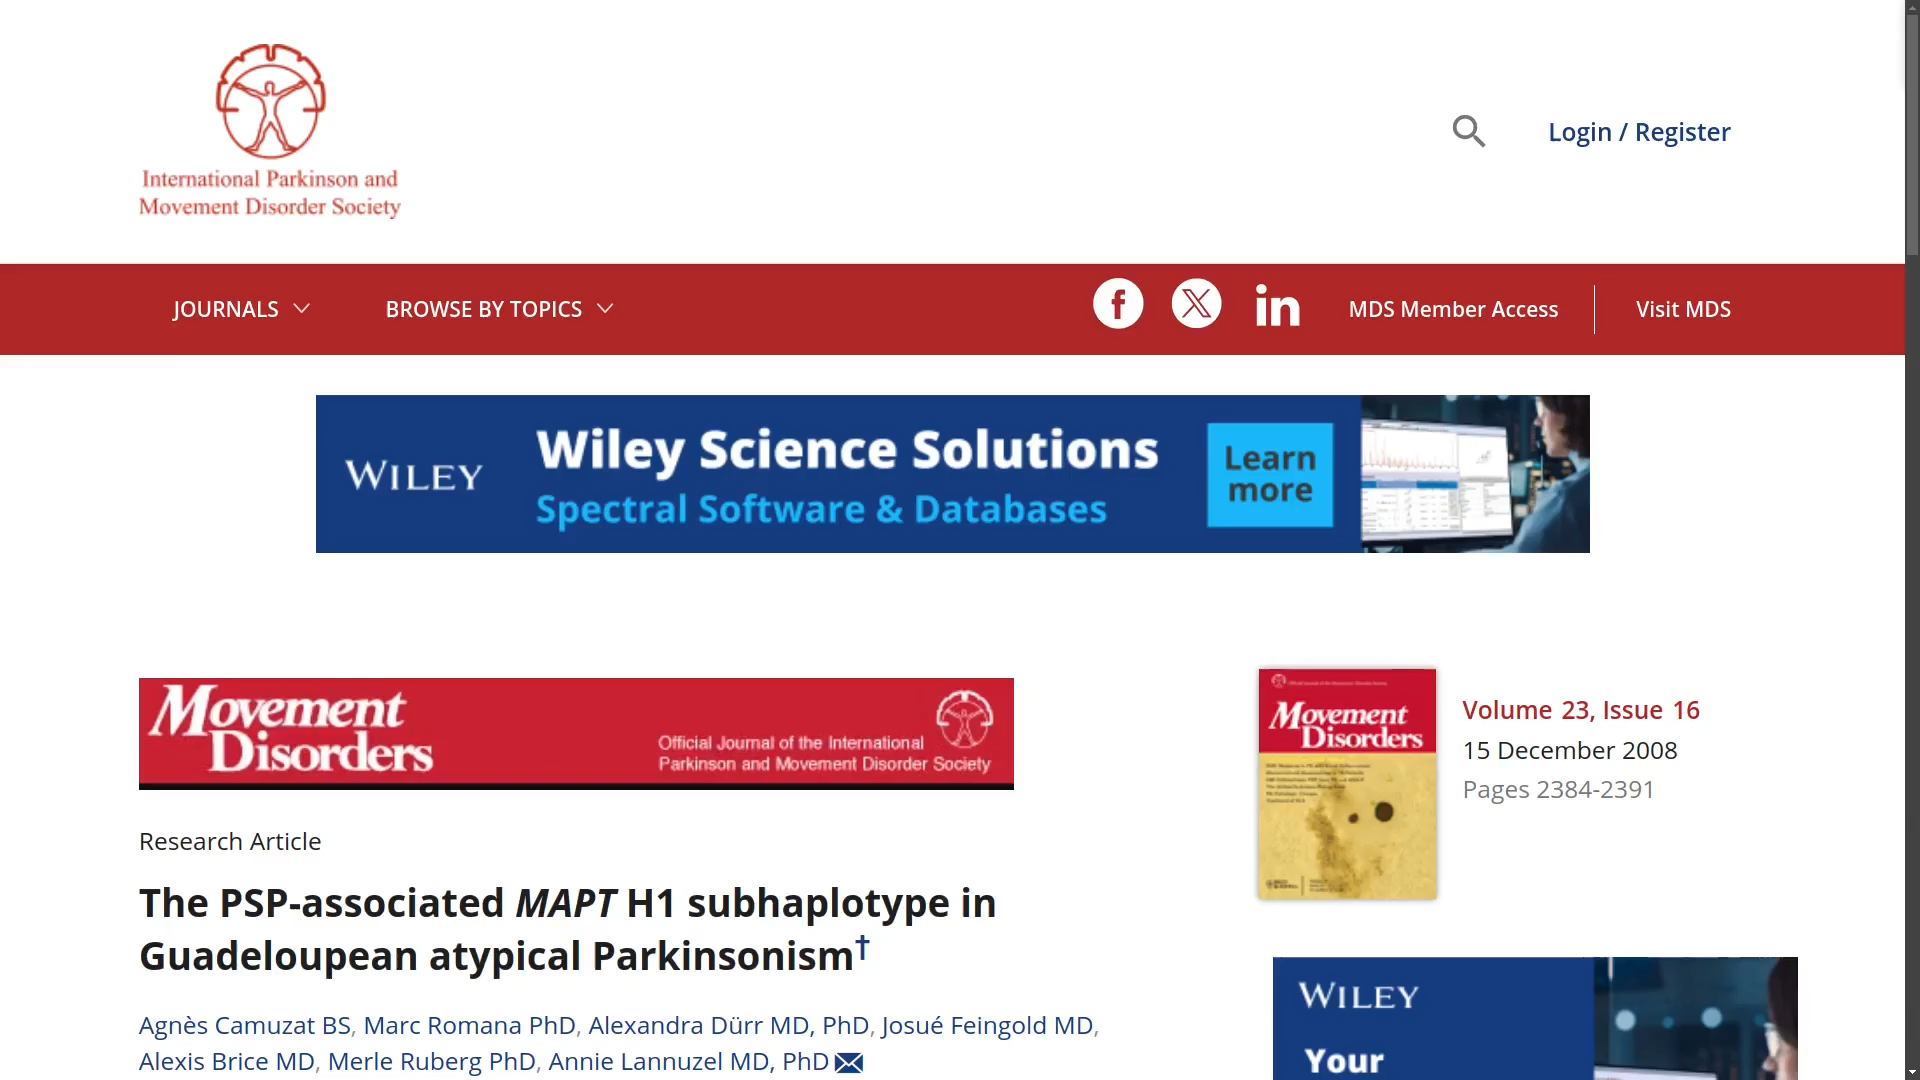 International Parkinson and
Movement Disorder Society
Login / Register
JOURNALS
BROWSE BY TOPICS
MDS Member Access
Visit MDS
WILEY
Wiley Science Solutions
Spectral Software & Databases
Learn
more
Movement
Disorders
Official Journal of the International
Parkinson and Movement Disorder Society
Movement
Disorders
Volume 23, Issue 16
15 December 2008
Pages 2384-2391
Research Article
The PSP-associated MAPT H1 subhaplotype in
Guadeloupean atypical Parkinsonism†
Agnès Camuzat BS, Marc Romana PhD, Alexandra Dürr MD, PhD, Josué Feingold MD,
Alexis Brice MD, Merle Ruberg PhD, Annie Lannuzel MD, PhD
WILEY
Your